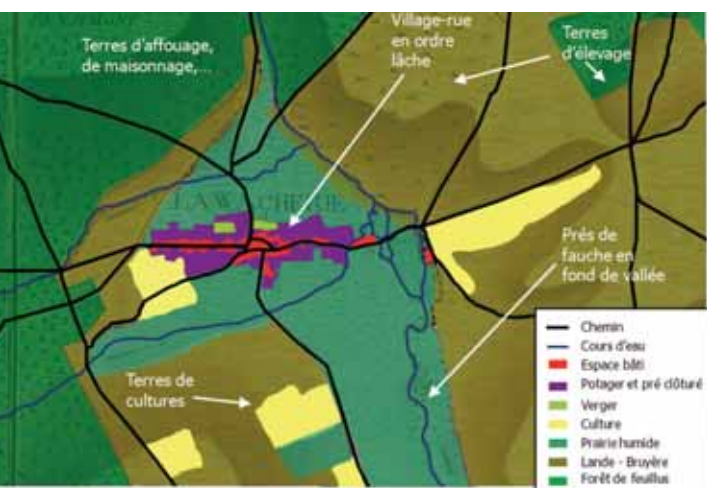 Terres d'affouage,
de maisonnage,...
Village-rue
en ordre
lâche
Terres
d'élevage
Prés de
fauche en
fond de vallée
Terres de
cultures
Chemin
Cours d'eau
Espace bâti
Potager et pré clôturé
Verger
Culture
Prairie humide
Lande - Bruyère
Forêt de feuillus